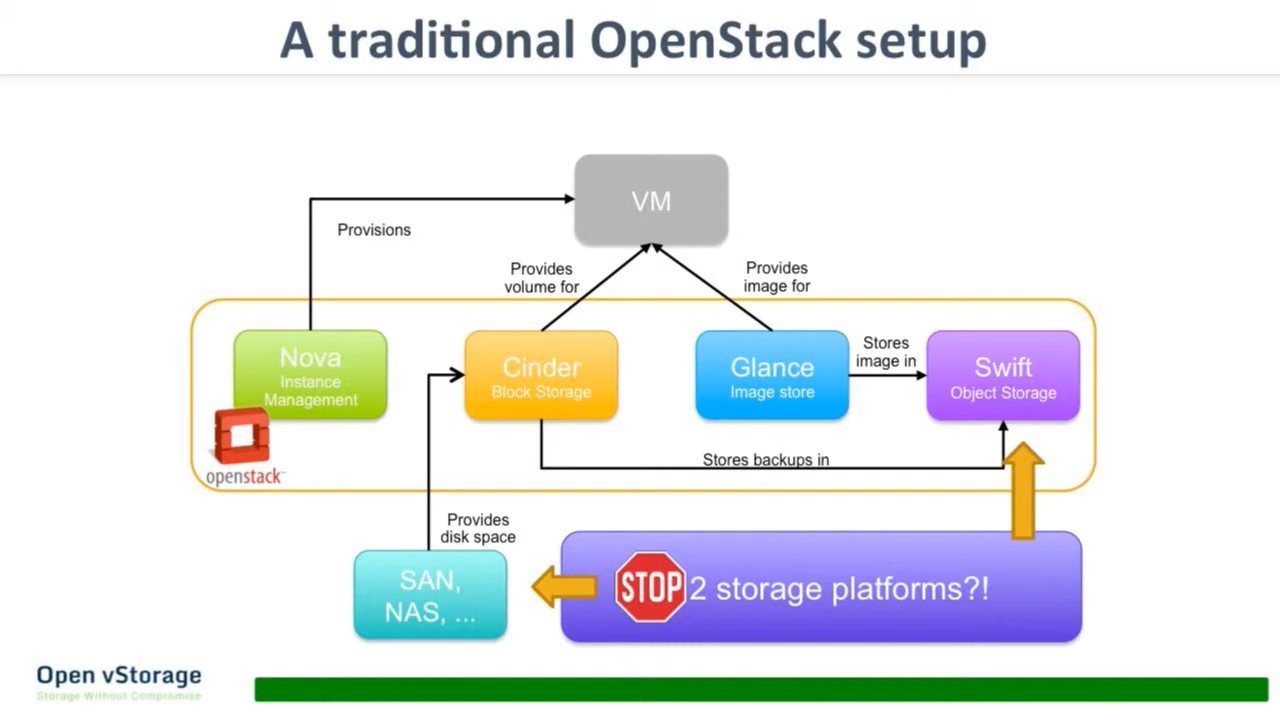 A traditional OpenStack setup
VM
Provisions
Provides
volume for
Provides
image for
Nova
Instance
Management
Cinder
Block Storage
Glance
Image store
Stores
image in
Swift
Object Storage
openstack™
Stores backups in
Provides
disk space
SAN,
NAS, ...
STOP 2 storage platforms?!
Open vStorage
Storage Without Compromise